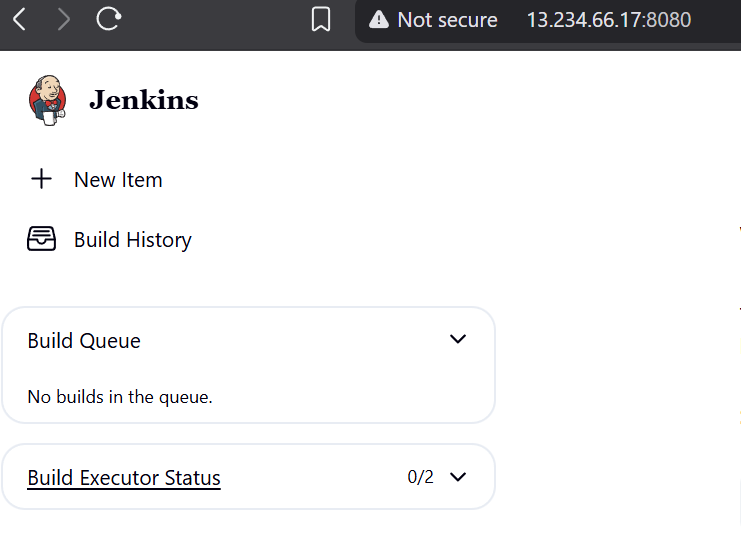 Not secure 13.234.66.17:8080
Jenkins
New Item
Build History
Build Queue
No builds in the queue.
Build Executor Status 0/2